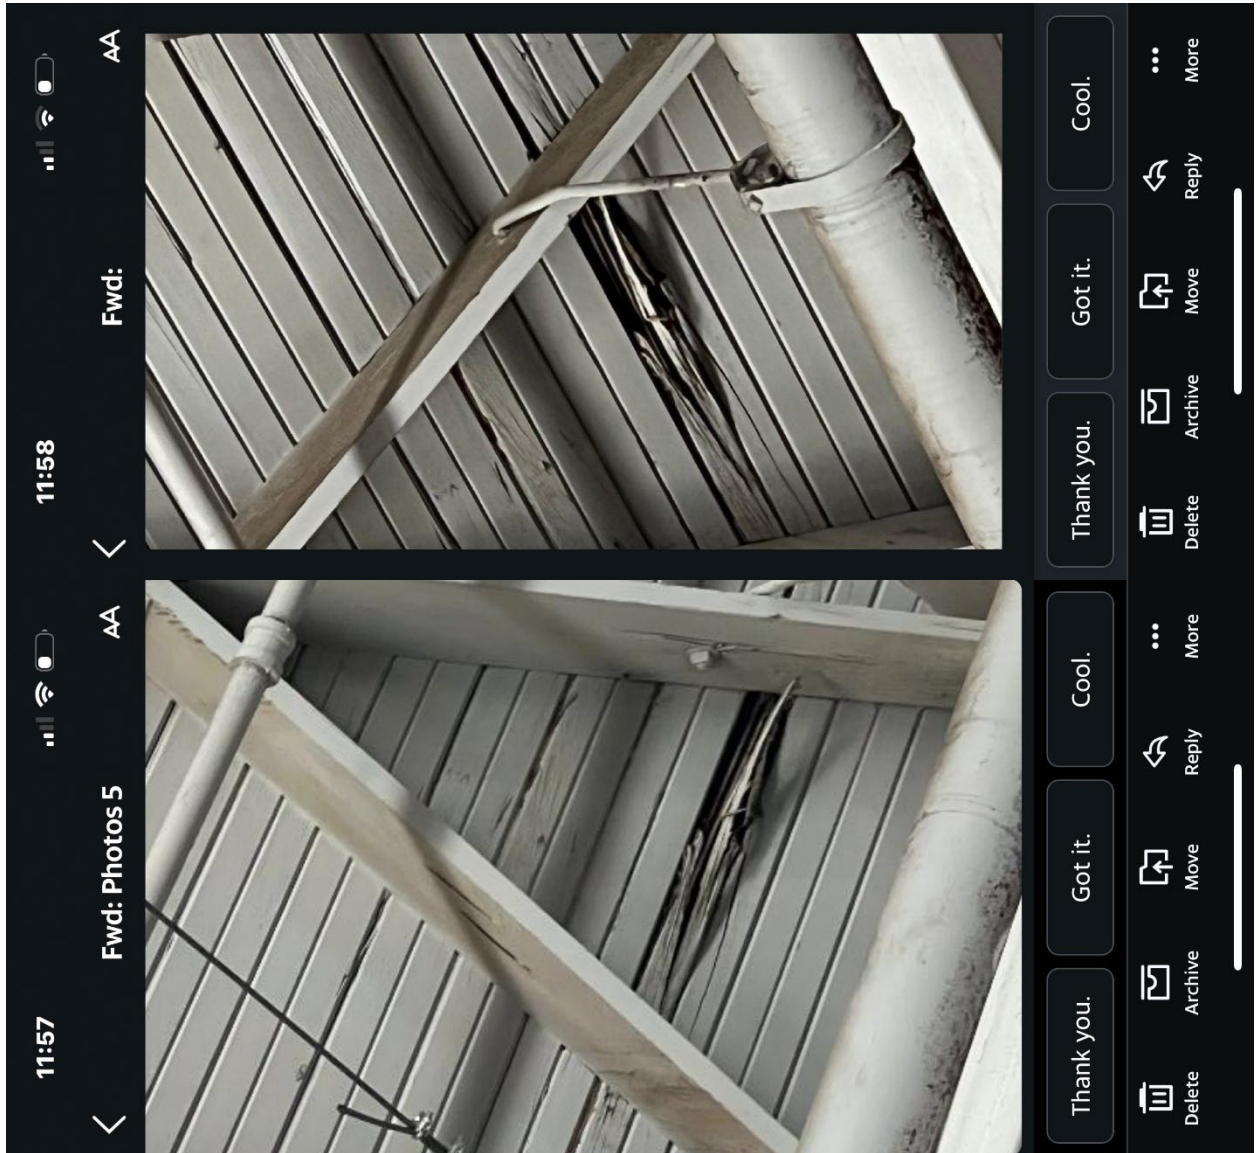 11:57
Fwd: Photos 5
AA
Thank you.
Got it.
Cool.
Delete
Archive
Move
Reply
More
11:58
Fwd:
AA
Thank you.
Got it.
Cool.
Delete
Archive
Move
Reply
More